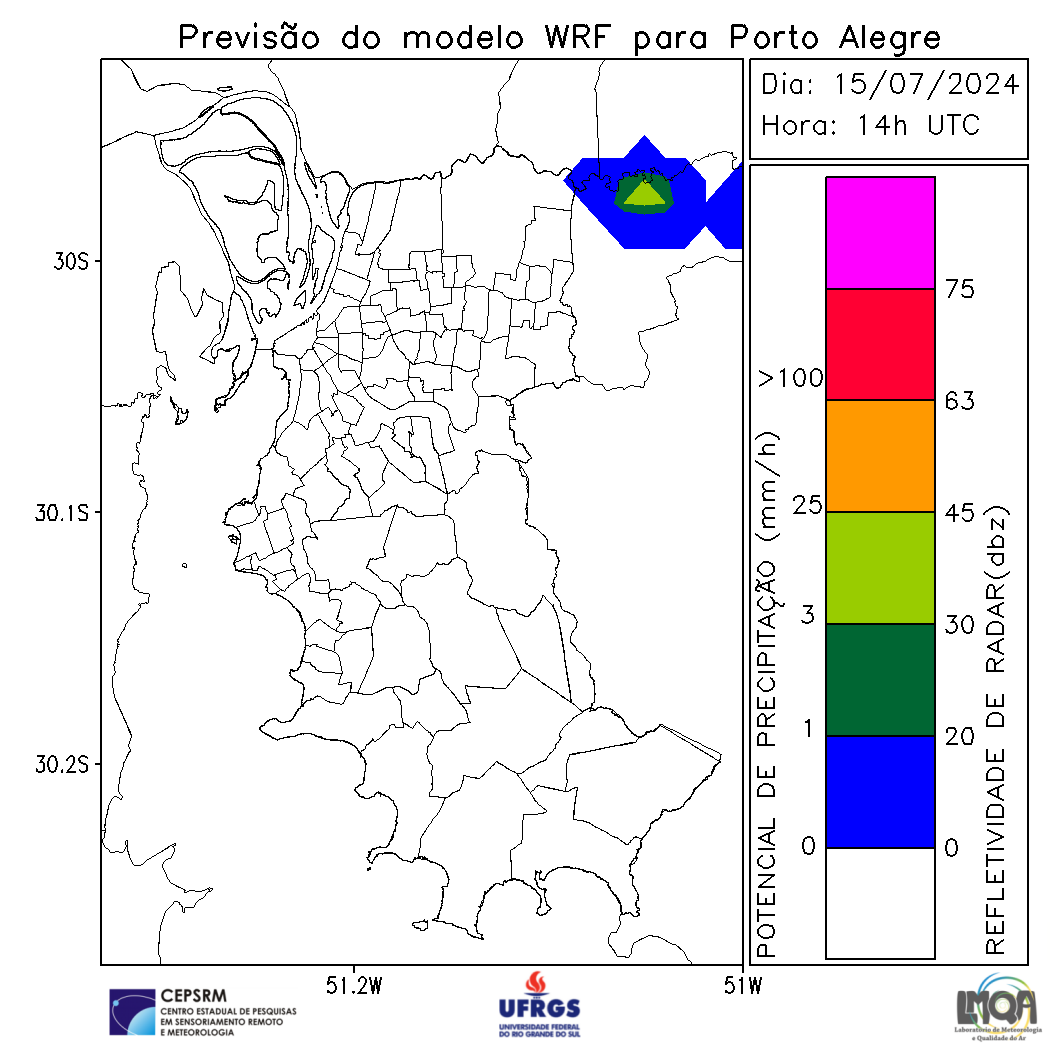 Previsão do modelo WRF para Porto Alegre
Dia: 15/07/2024
Hora: 14h UTC
30S
30.1S
30.2S
51.2W
51W
POTENCIAL DE PRECIPITAÇÃO (mm/h)
>100
25
3
1
0
75
63
45
30
20
0
REFLETIVIDADE DE RADAR(dbz)
CEPSRM
CENTRO ESTADUAL DE PESQUISAS
EM SENSORIAMENTO REMOTO
E METEOROLOGIA
UFRGS
UNIVERSIDADE FEDERAL
DO RIO GRANDE DO SUL
LMQA
Laboratório de Meteorologia
e Qualidade do Ar